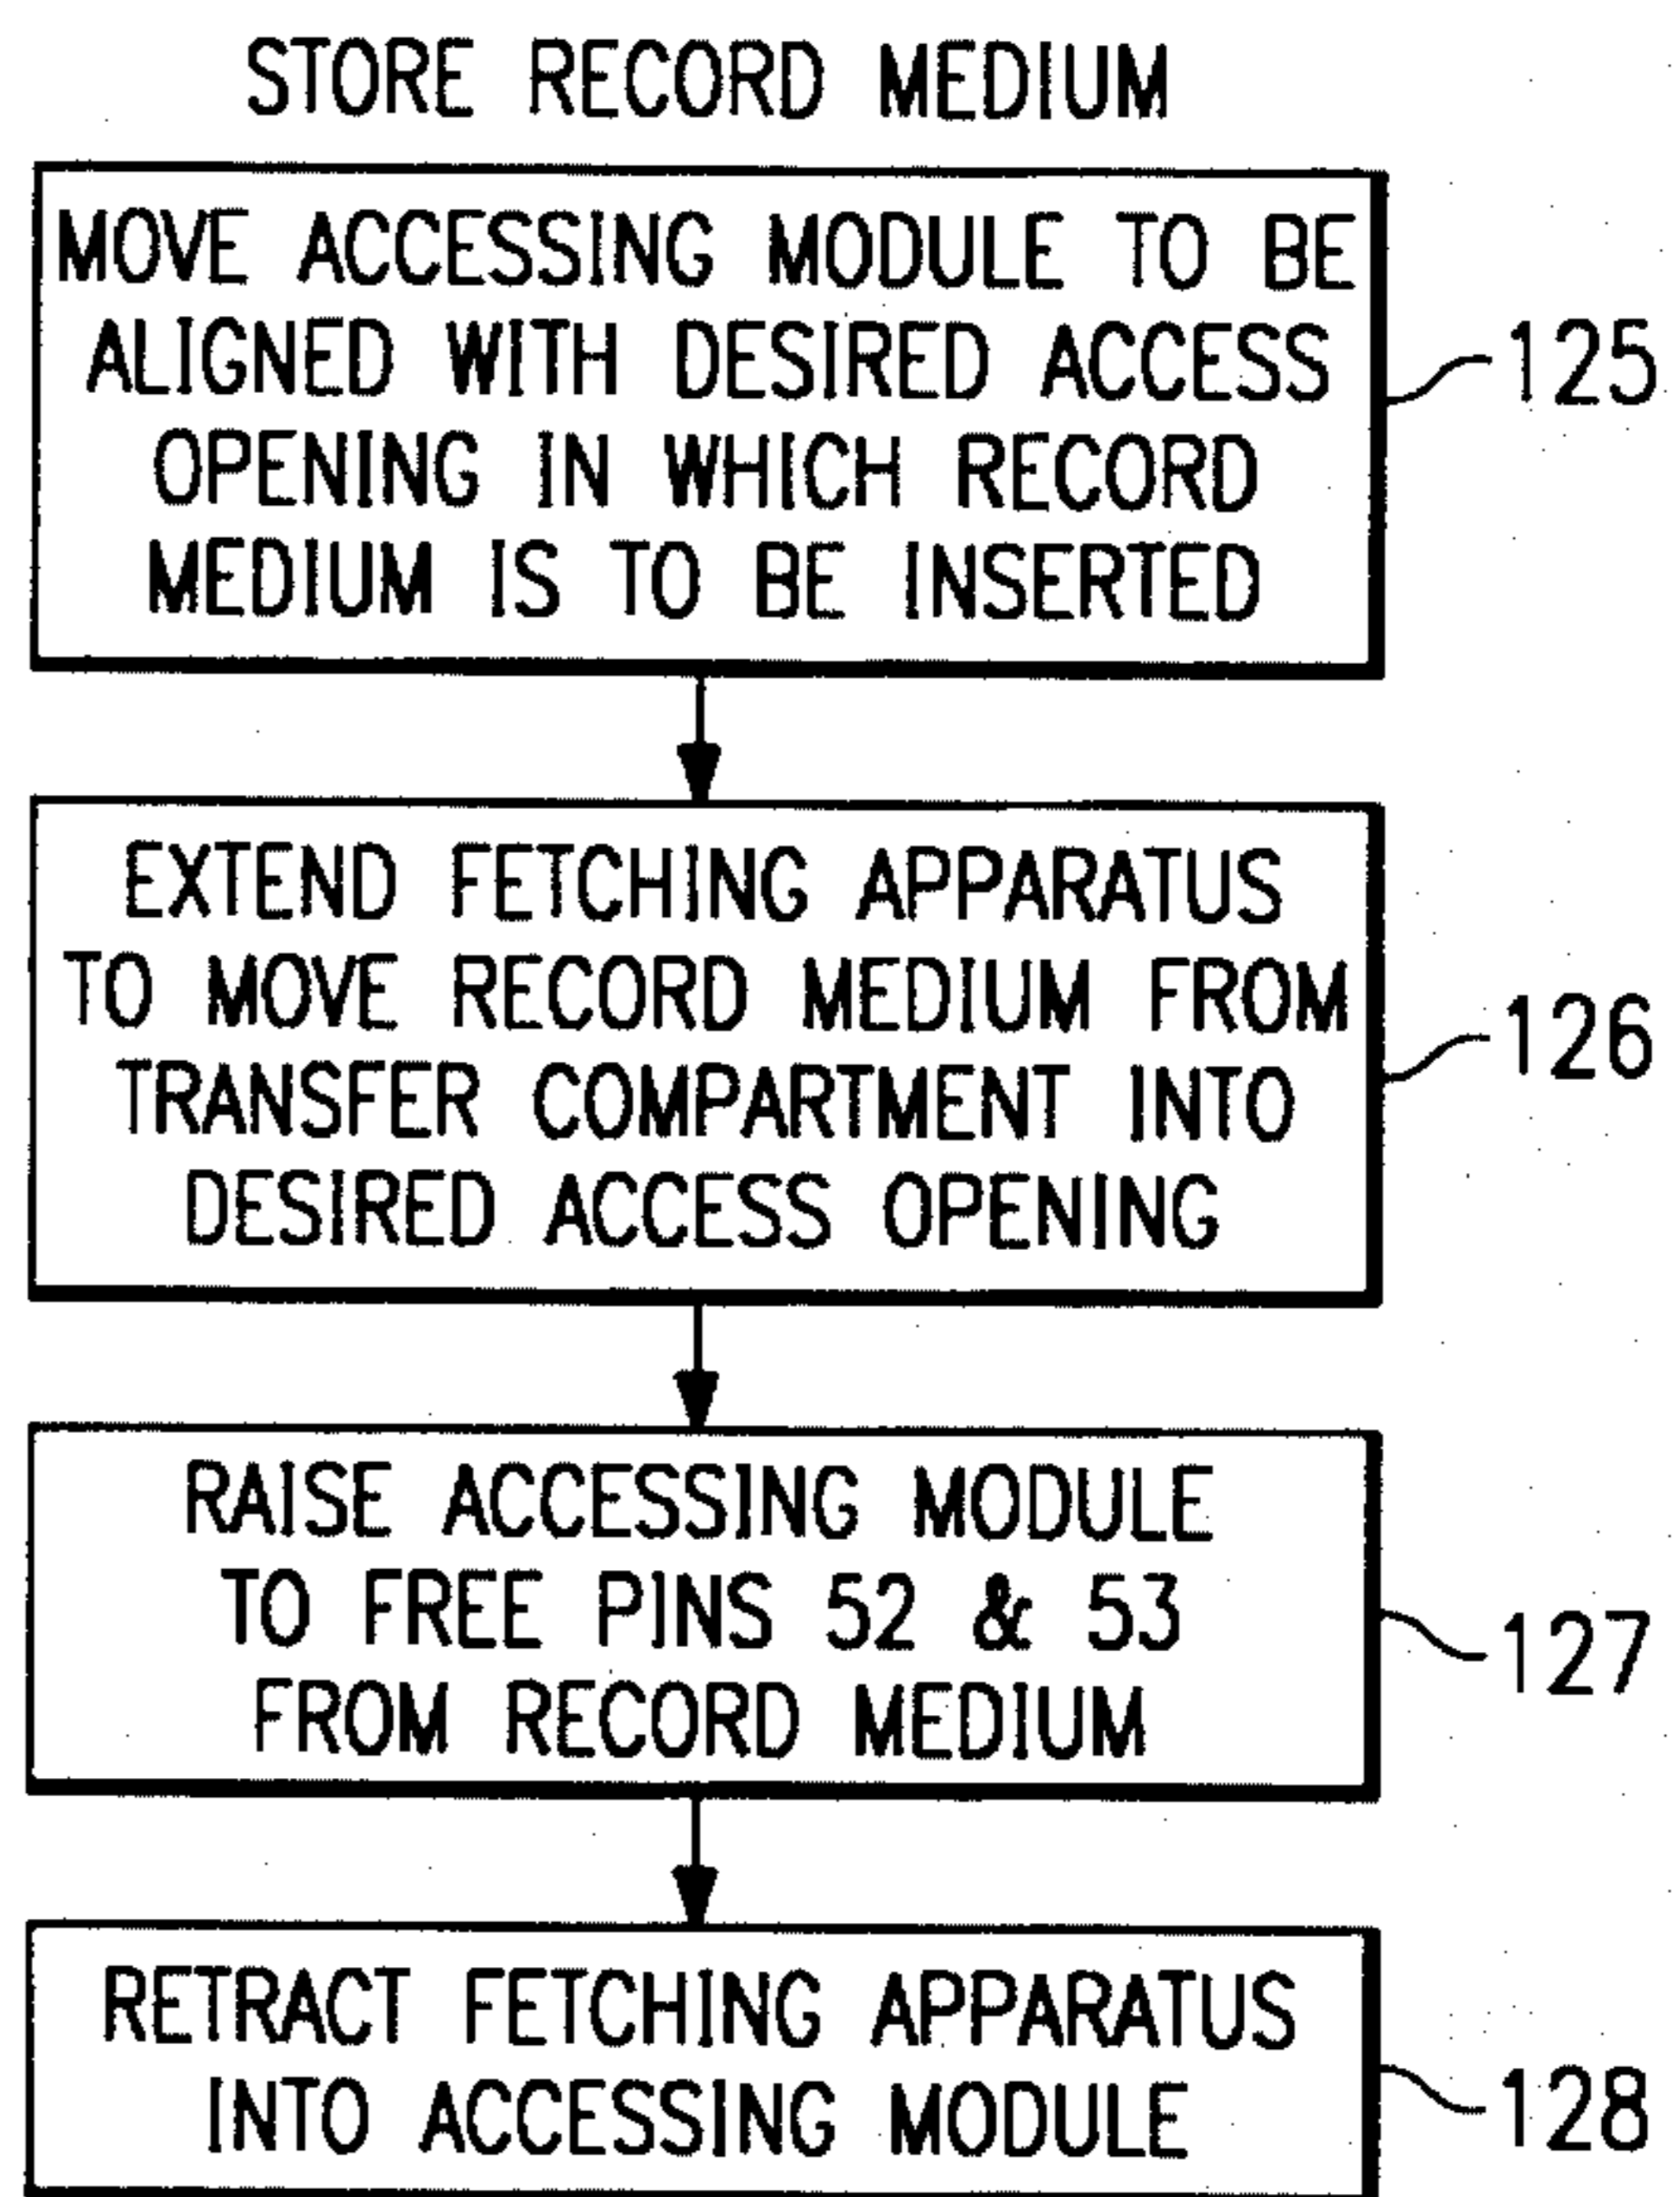 STORE RECORD MEDIUM
MOVE ACCESSING MODULE TO BE
ALIGNED WITH DESIRED ACCESS
OPENING IN WHICH RECORD
MEDIUM IS TO BE INSERTED
125
EXTEND FETCHING APPARATUS
TO MOVE RECORD MEDIUM FROM
TRANSFER COMPARTMENT INTO
DESIRED ACCESS OPENING
126
RAISE ACCESSING MODULE
TO FREE PINS 52 & 53
FROM RECORD MEDIUM
127
RETRACT FETCHING APPARATUS
INTO ACCESSING MODULE
128